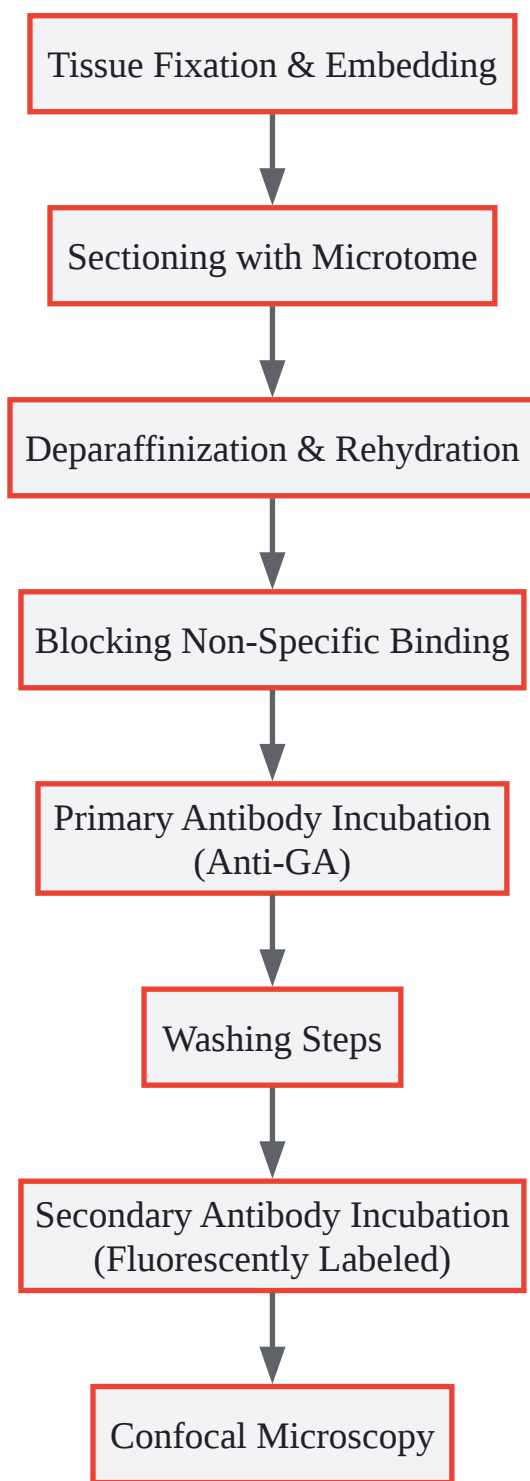 Tissue Fixation & Embedding
Sectioning with Microtome
Deparaffinization & Rehydration
Blocking Non-Specific Binding
Primary Antibody Incubation
(Anti-GA)
Washing Steps
Secondary Antibody Incubation
(Fluorescently Labeled)
Confocal Microscopy